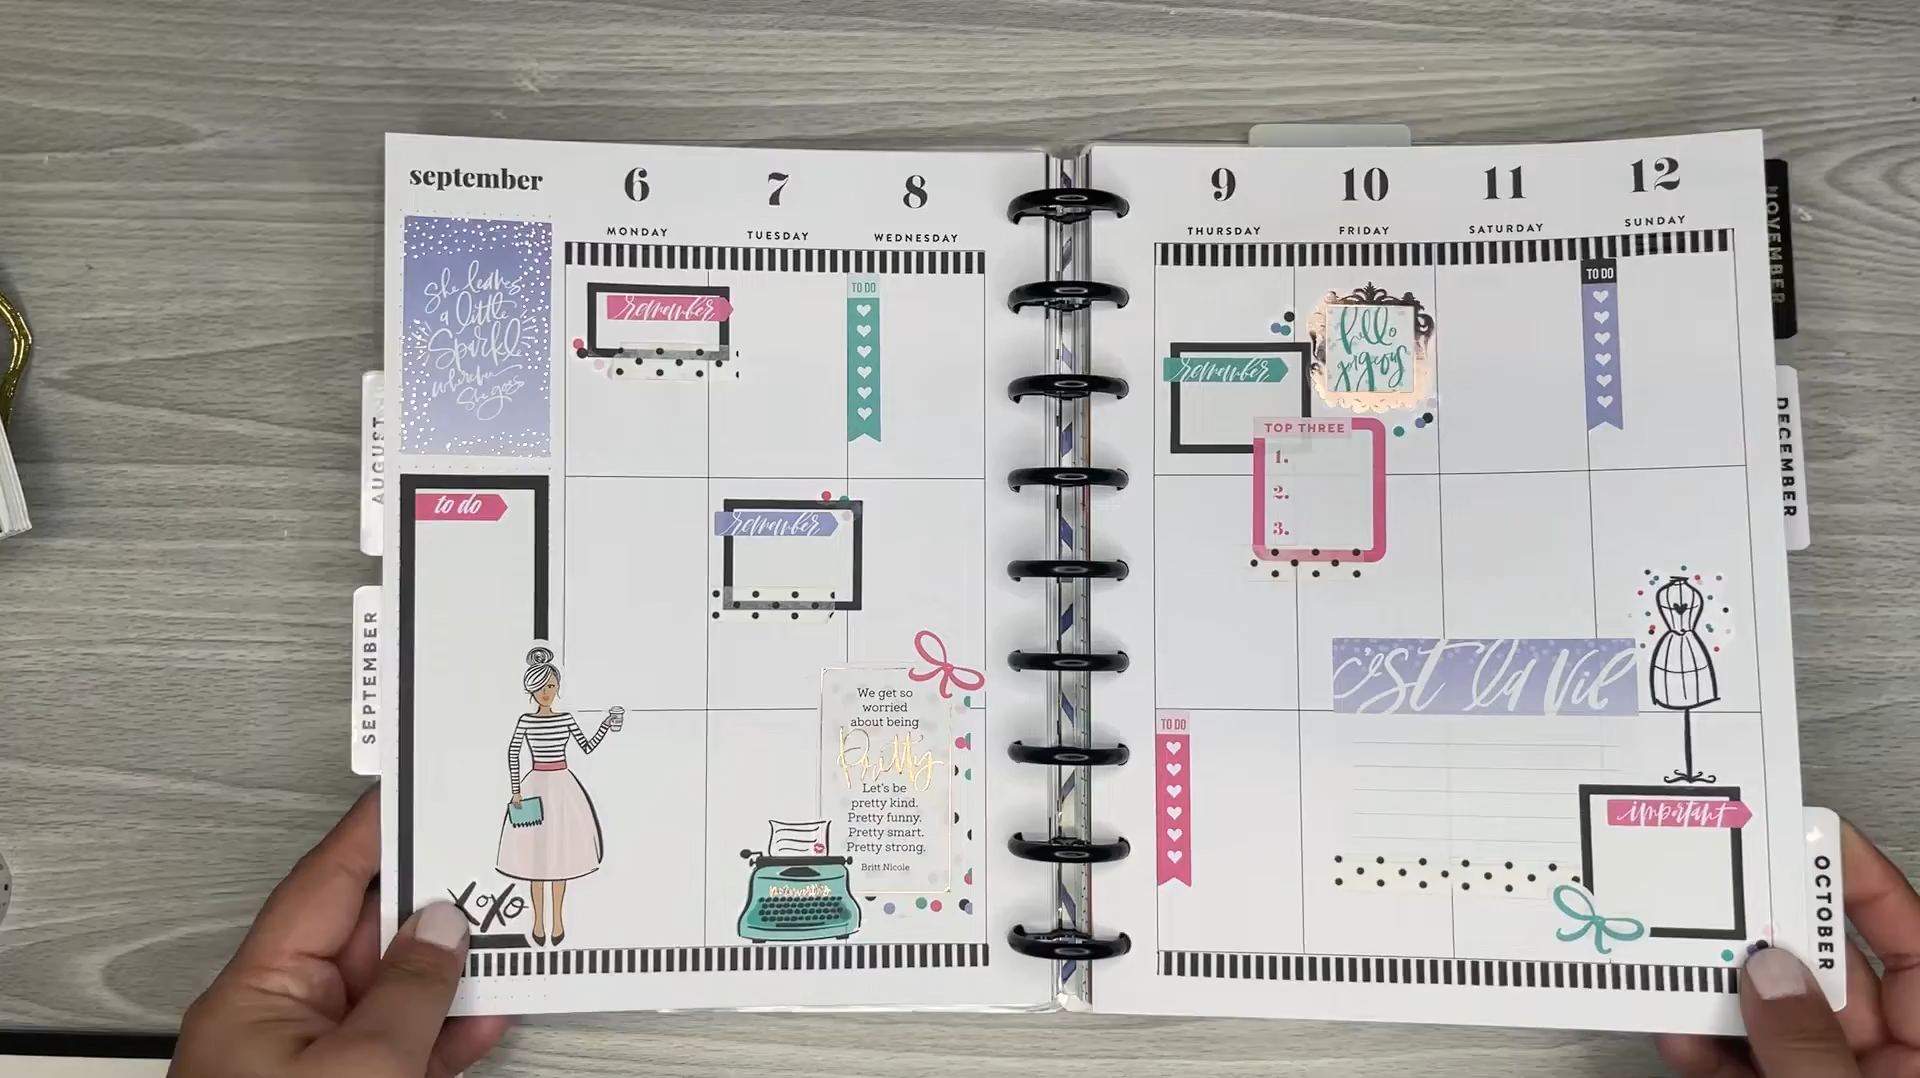 september
6
MONDAY
7
TUESDAY
8
WEDNESDAY
9
THURSDAY
10
FRIDAY
11
SATURDAY
12
SUNDAY
She leaves
a little
Sparkle
wherever
She goes
remember
TO DO
to do
remember
XOXO
We get so
worried
about being
Pretty
Let's be
pretty kind.
Pretty funny.
Pretty smart.
Pretty strong.
Britt Nicole
remember
hello
gorgeous
TO DO
TOP THREE
1.
2.
3.
c'est la vie
TO DO
important
AUGUST
SEPTEMBER
NOVEMBER
DECEMBER
OCTOBER